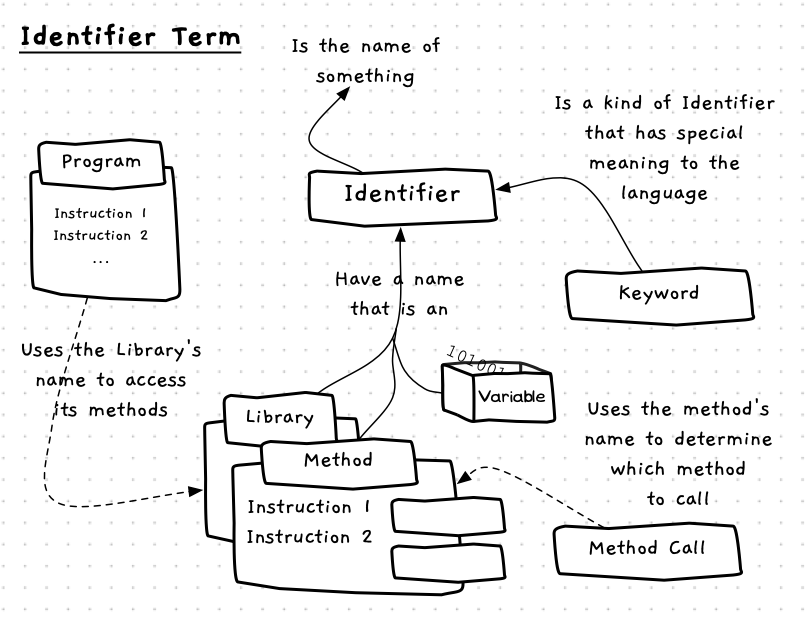 Identifier Term
Is the name of
something
Is a kind of Identifier
that has special
meaning to the
language
Program
Instruction 1
Instruction 2
...
Identifier
Keyword
Have a name
that is an
Uses the Library's
name to access
its methods
101001
Variable
Library
Method
Instruction 1
Instruction 2
Uses the method's
name to determine
which method
to call
Method Call